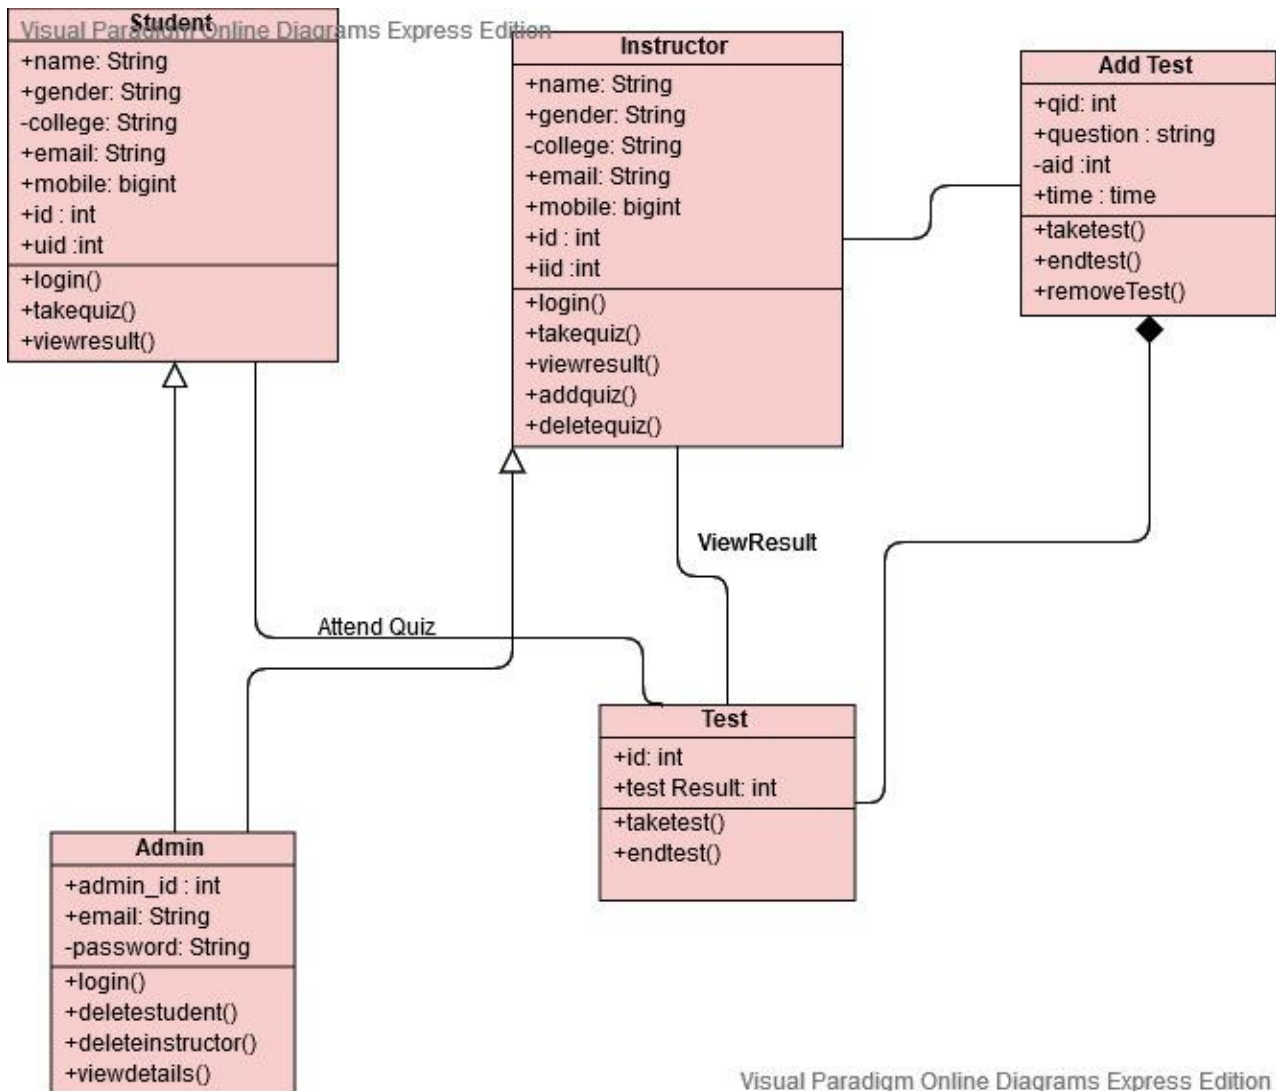 Visual Paradigm Online Diagrams Express Edition
Student
+name: String
+gender: String
-college: String
+email: String
+mobile: bigint
+id : int
+uid :int
+login()
+takequiz()
+viewresult()
Instructor
+name: String
+gender: String
-college: String
+email: String
+mobile: bigint
+id : int
+iid :int
+login()
+takequiz()
+viewresult()
+addquiz()
+deletequiz()
Add Test
+qid: int
+question : string
-aid :int
+time : time
+taketest()
+endtest()
+removeTest()
ViewResult
Attend Quiz
Test
+id: int
+test Result: int
+taketest()
+endtest()
Admin
+admin_id : int
+email: String
-password: String
+login()
+deletestudent()
+deleteinstructor()
+viewdetails()
Visual Paradigm Online Diagrams Express Edition